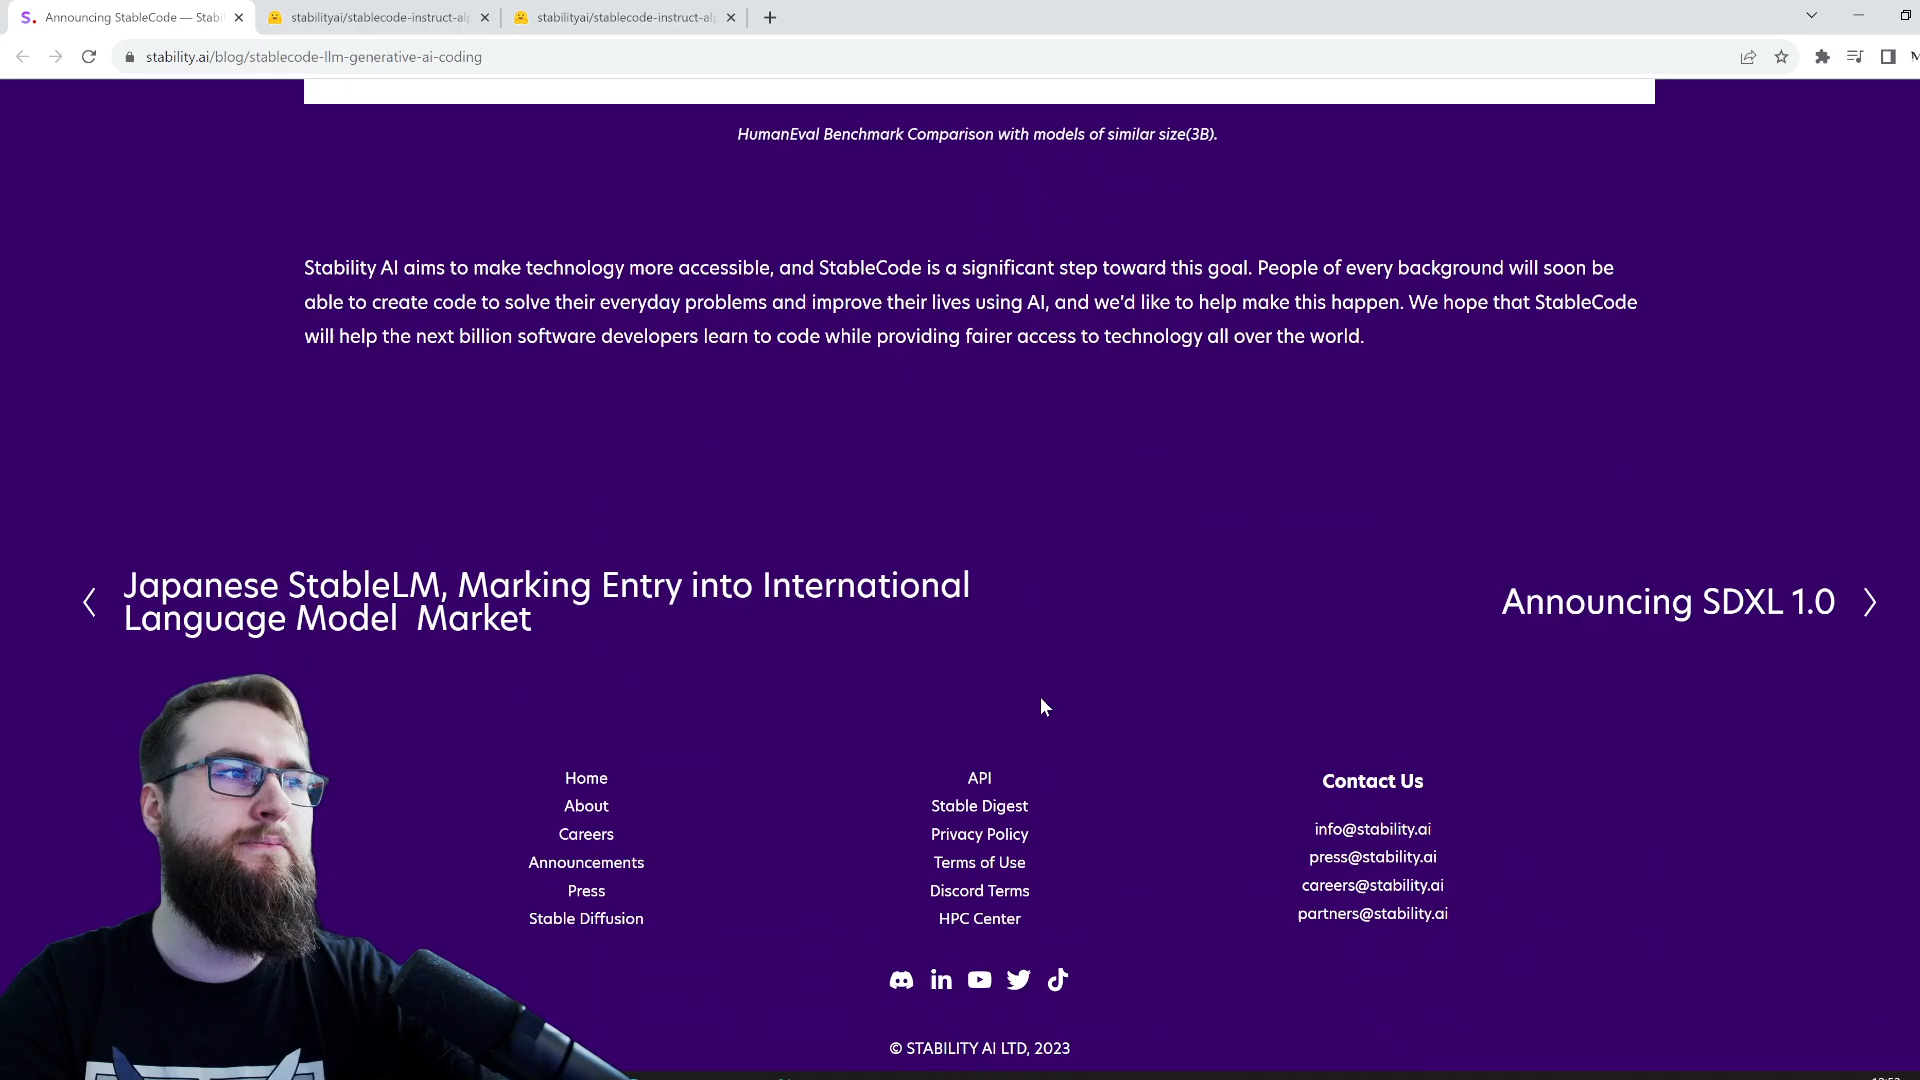 S. Announcing StableCode — Stabi
stabilityai/stablecode-instruct-alp
stabilityai/stablecode-instruct-alp
stability.ai/blog/stablecode-llm-generative-ai-coding
HumanEval Benchmark Comparison with models of similar size(3B).
Stability AI aims to make technology more accessible, and StableCode is a significant step toward this goal. People of every background will soon be
able to create code to solve their everyday problems and improve their lives using AI, and we’d like to help make this happen. We hope that StableCode
will help the next billion software developers learn to code while providing fairer access to technology all over the world.
Japanese StableLM, Marking Entry into International
Language Model Market
Announcing SDXL 1.0
Home
About
Careers
Announcements
Press
Stable Diffusion
API
Stable Digest
Privacy Policy
Terms of Use
Discord Terms
HPC Center
Contact Us
info@stability.ai
press@stability.ai
careers@stability.ai
partners@stability.ai
© STABILITY AI LTD, 2023